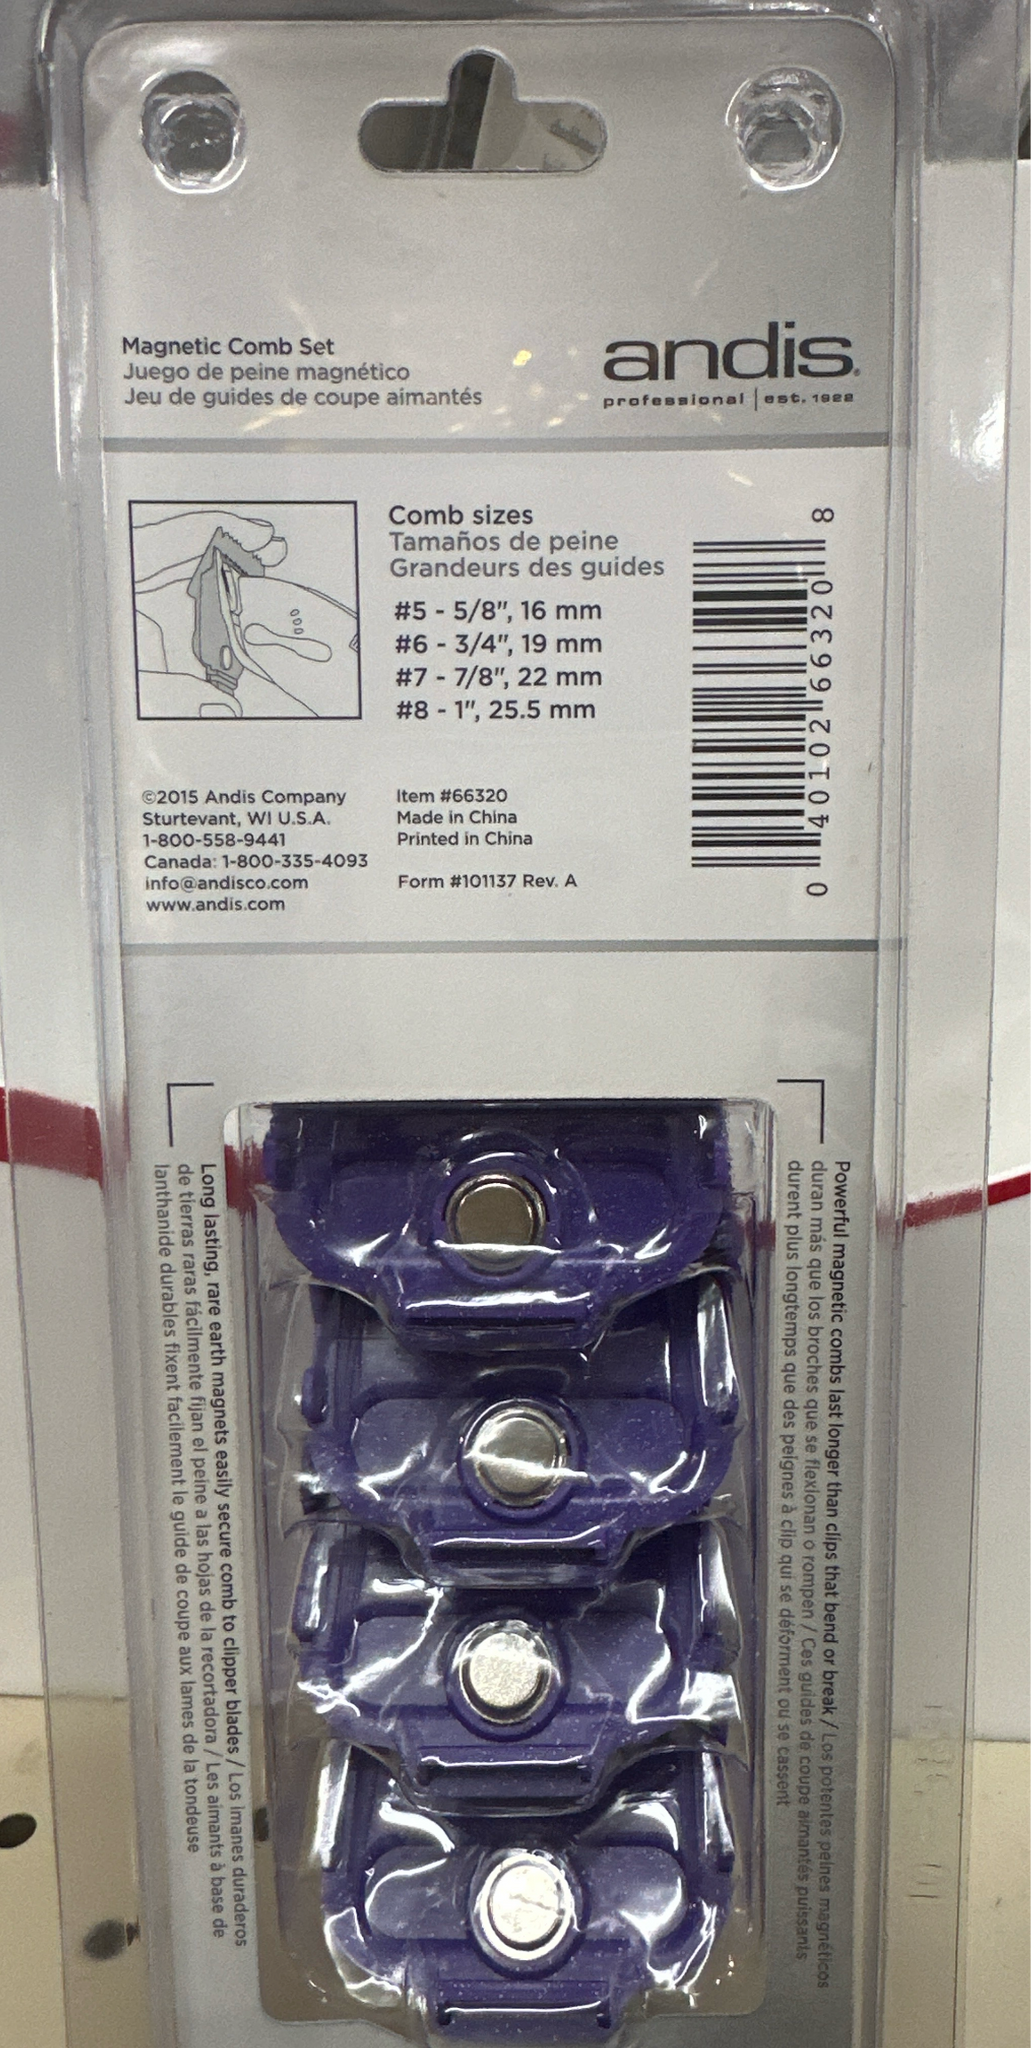 Magnetic Comb Set
Juego de peine magnético
Jeu de guides de coupe aimantés
andis.
professional | est. 1922
Comb sizes
Tamaños de peine
Grandeurs des guides
#5 - 5/8", 16 mm
#6 - 3/4", 19 mm
#7 - 7/8", 22 mm
#8 - 1", 25.5 mm
0 40102 66320 8
©2015 Andis Company
Sturtevant, WI U.S.A.
1-800-558-9441
Canada: 1-800-335-4093
info@andisco.com
www.andis.com
Item #66320
Made in China
Printed in China
Form #101137 Rev. A
Long lasting, rare earth magnets easily secure comb to clipper blades / Los imanes duraderos
de tierras raras fácilmente fijan el peine a las hojas de la recortadora / Les aimants à base de
lanthanide durables fixent facilement le guide de coupe aux lames de la tondeuse
Powerful magnetic combs last longer than clips that bend or break / Los potentes peines magnéticos
duran más que los broches que se flexionan o rompen / Ces guides de coupe aimantés puissants
durent plus longtemps que des peignes à clip qui se déforment ou se cassent